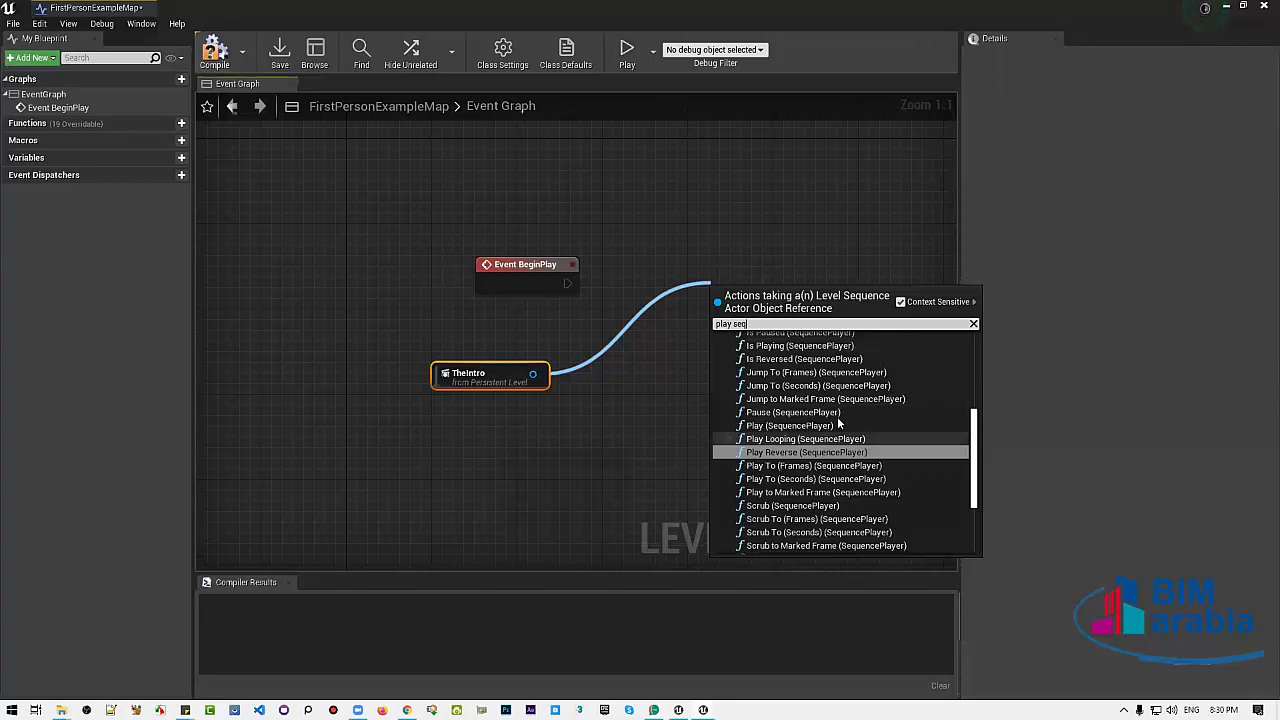 FirstPersonExampleMap•
File Edit View Debug Window Help
My Blueprint
Details
Add New
Search
Compile
Save
Browse
Find
Hide Unrelated
Class Settings
Class Defaults
Play
No debug object selected
Debug Filter
Graphs
EventGraph
Event BeginPlay
Functions (19 Overridable)
Macros
Variables
Event Dispatchers
Event Graph
FirstPersonExampleMap > Event Graph
Zoom 1:1
Event BeginPlay
TheIntro
from Persistent Level
Actions taking a(n) Level Sequence
Actor Object Reference
Context Sensitive
play seq
Is Paused (SequencePlayer)
Is Playing (SequencePlayer)
Is Reversed (SequencePlayer)
Jump To (Frames) (SequencePlayer)
Jump To (Seconds) (SequencePlayer)
Jump to Marked Frame (SequencePlayer)
Pause (SequencePlayer)
Play (SequencePlayer)
Play Looping (SequencePlayer)
Play Reverse (SequencePlayer)
Play To (Frames) (SequencePlayer)
Play To (Seconds) (SequencePlayer)
Play to Marked Frame (SequencePlayer)
Scrub (SequencePlayer)
Scrub To (Frames) (SequencePlayer)
Scrub To (Seconds) (SequencePlayer)
Scrub to Marked Frame (SequencePlayer)
LEV
Compiler Results
Clear
BIM
arabia
8:30 PM